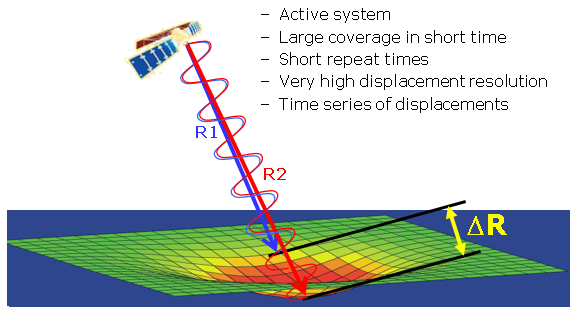 – Active system
– Large coverage in short time
– Short repeat times
– Very high displacement resolution
– Time series of displacements
R1
R2
ΔR